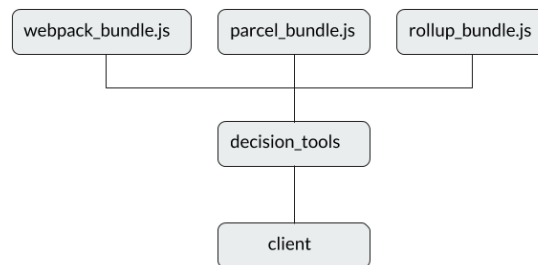 webpack_bundle.js
parcel_bundle.js
rollup_bundle.js
decision_tools
client